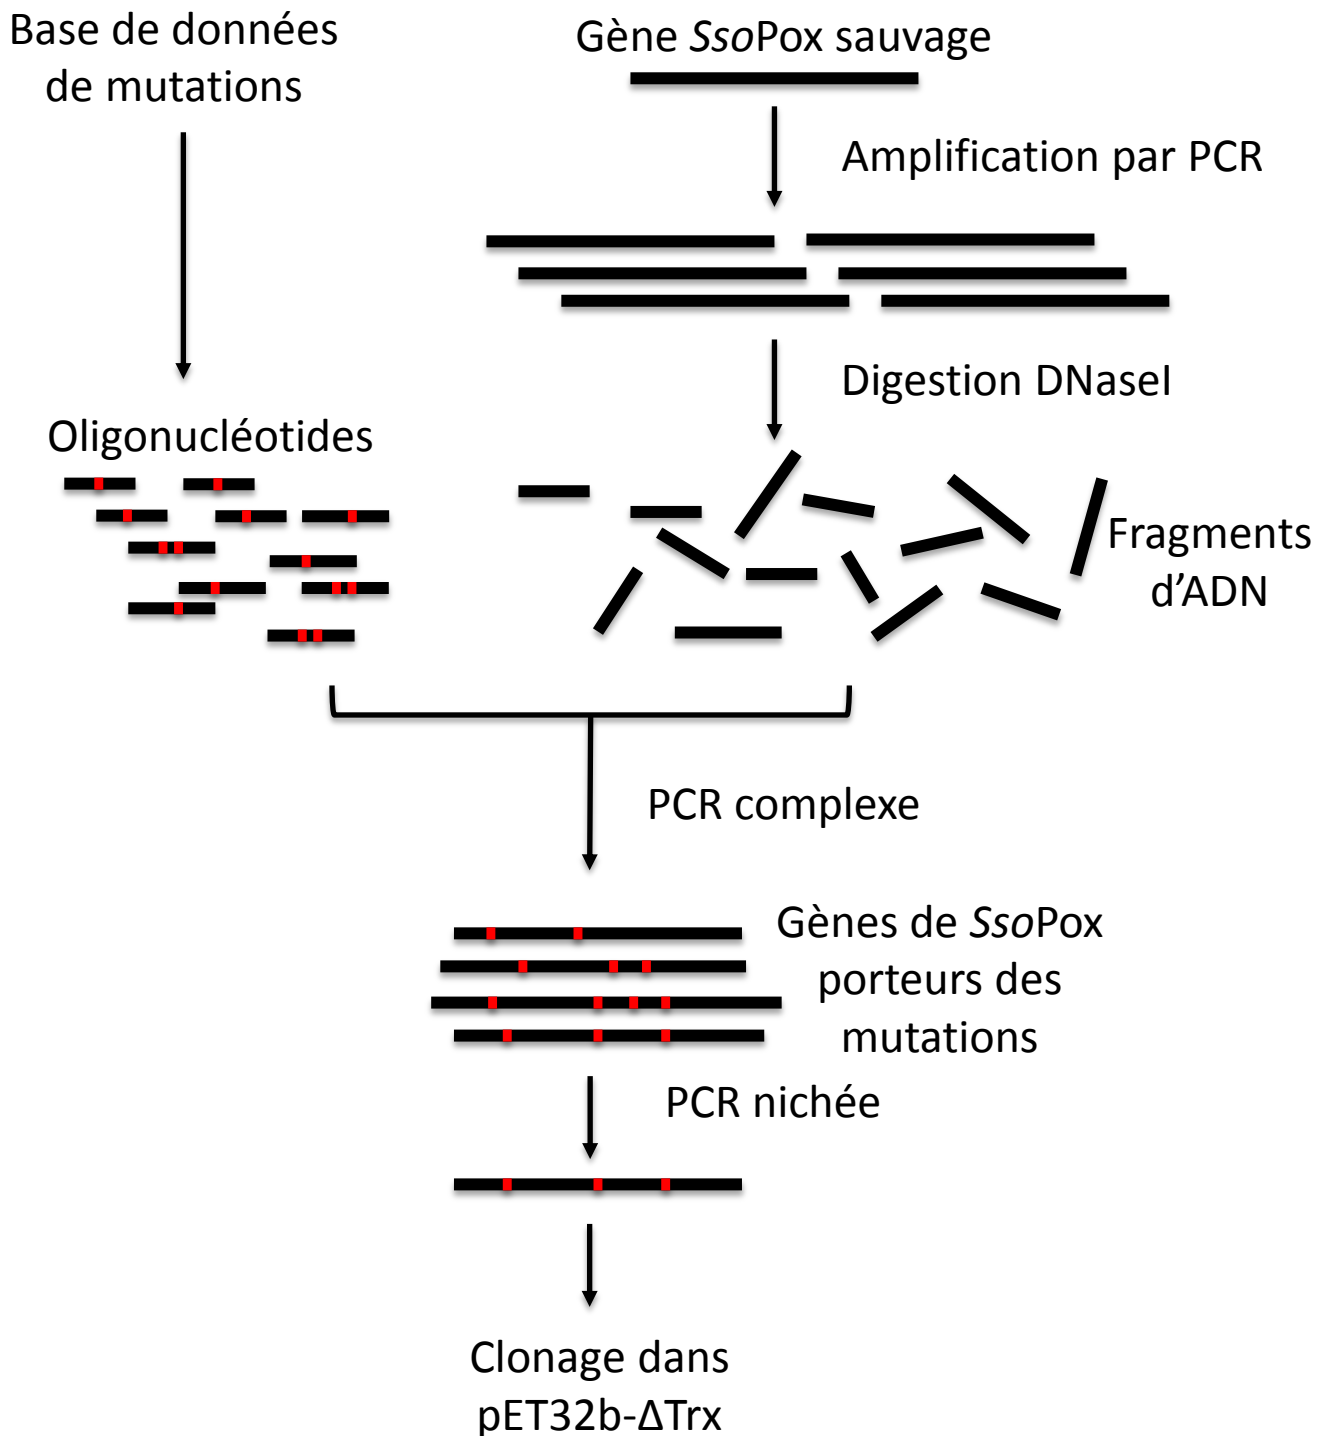 Base de données
de mutations
Gène SsoPox sauvage
Amplification par PCR
Digestion DNaseI
Oligonucléotides
Fragments
d’ADN
PCR complexe
Gènes de SsoPox
porteurs des
mutations
PCR nichée
Clonage dans
pET32b-ΔTrx